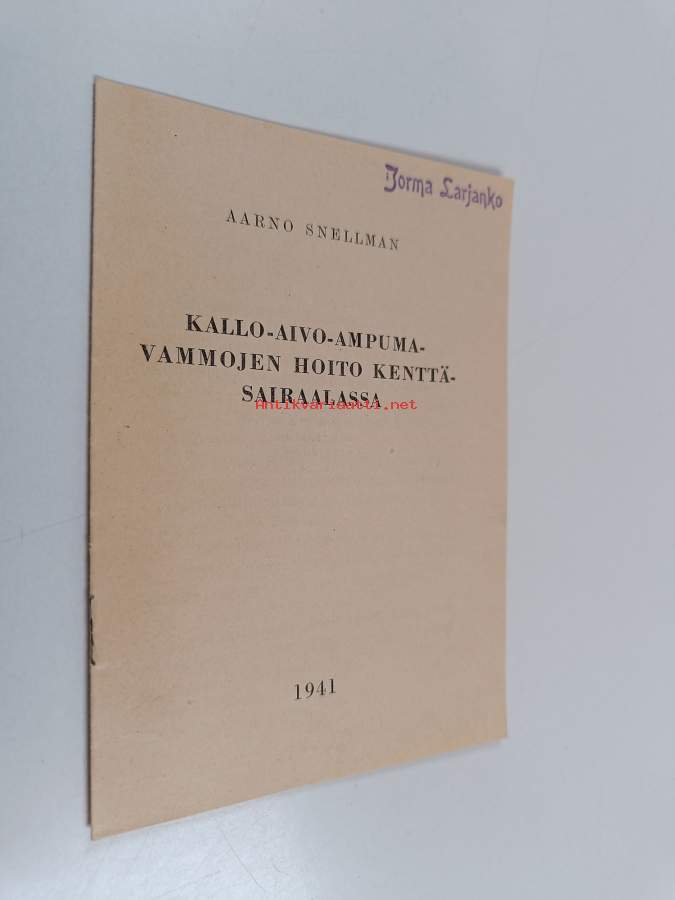 Jorma Larjanko
AARNO SNELLMAN
KALLO-AIVO-AMPUMA-
VAMMOJEN HOITO KENTTÄ-
SAIRAALASSA
Antikvariaatti.net
1941